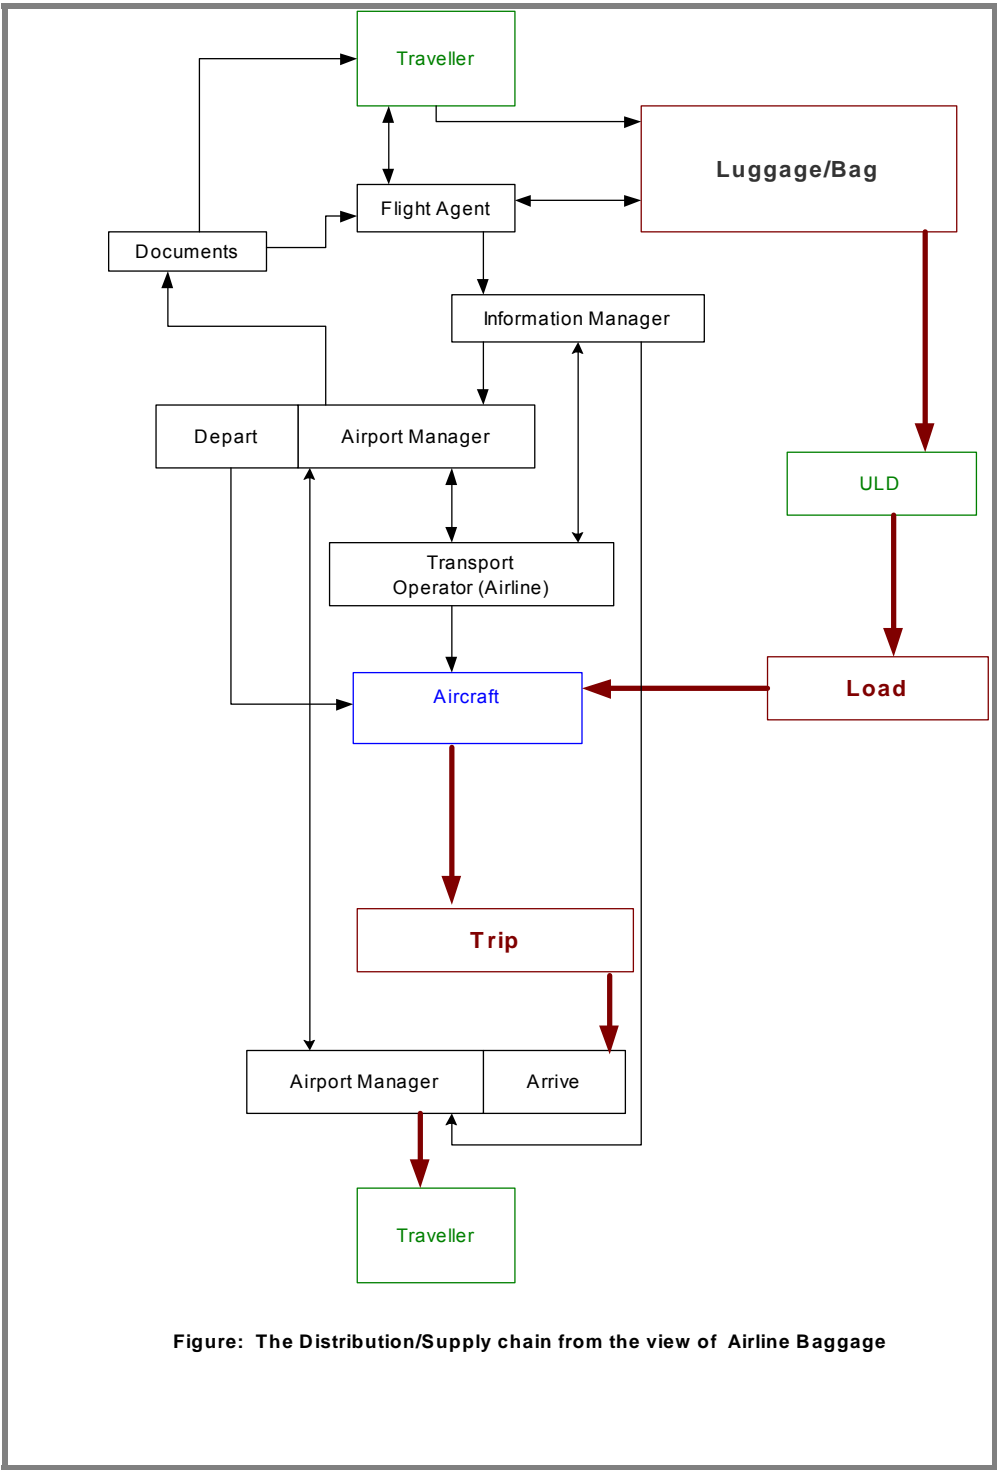 Traveller
Luggage/Bag
Flight Agent
Documents
Information Manager
Depart
Airport Manager
ULD
Transport
Operator (Airline)
Load
Aircraft
Trip
Airport Manager
Arrive
Traveller
Figure:  The Distribution/Supply chain from the view of  Airline Baggage